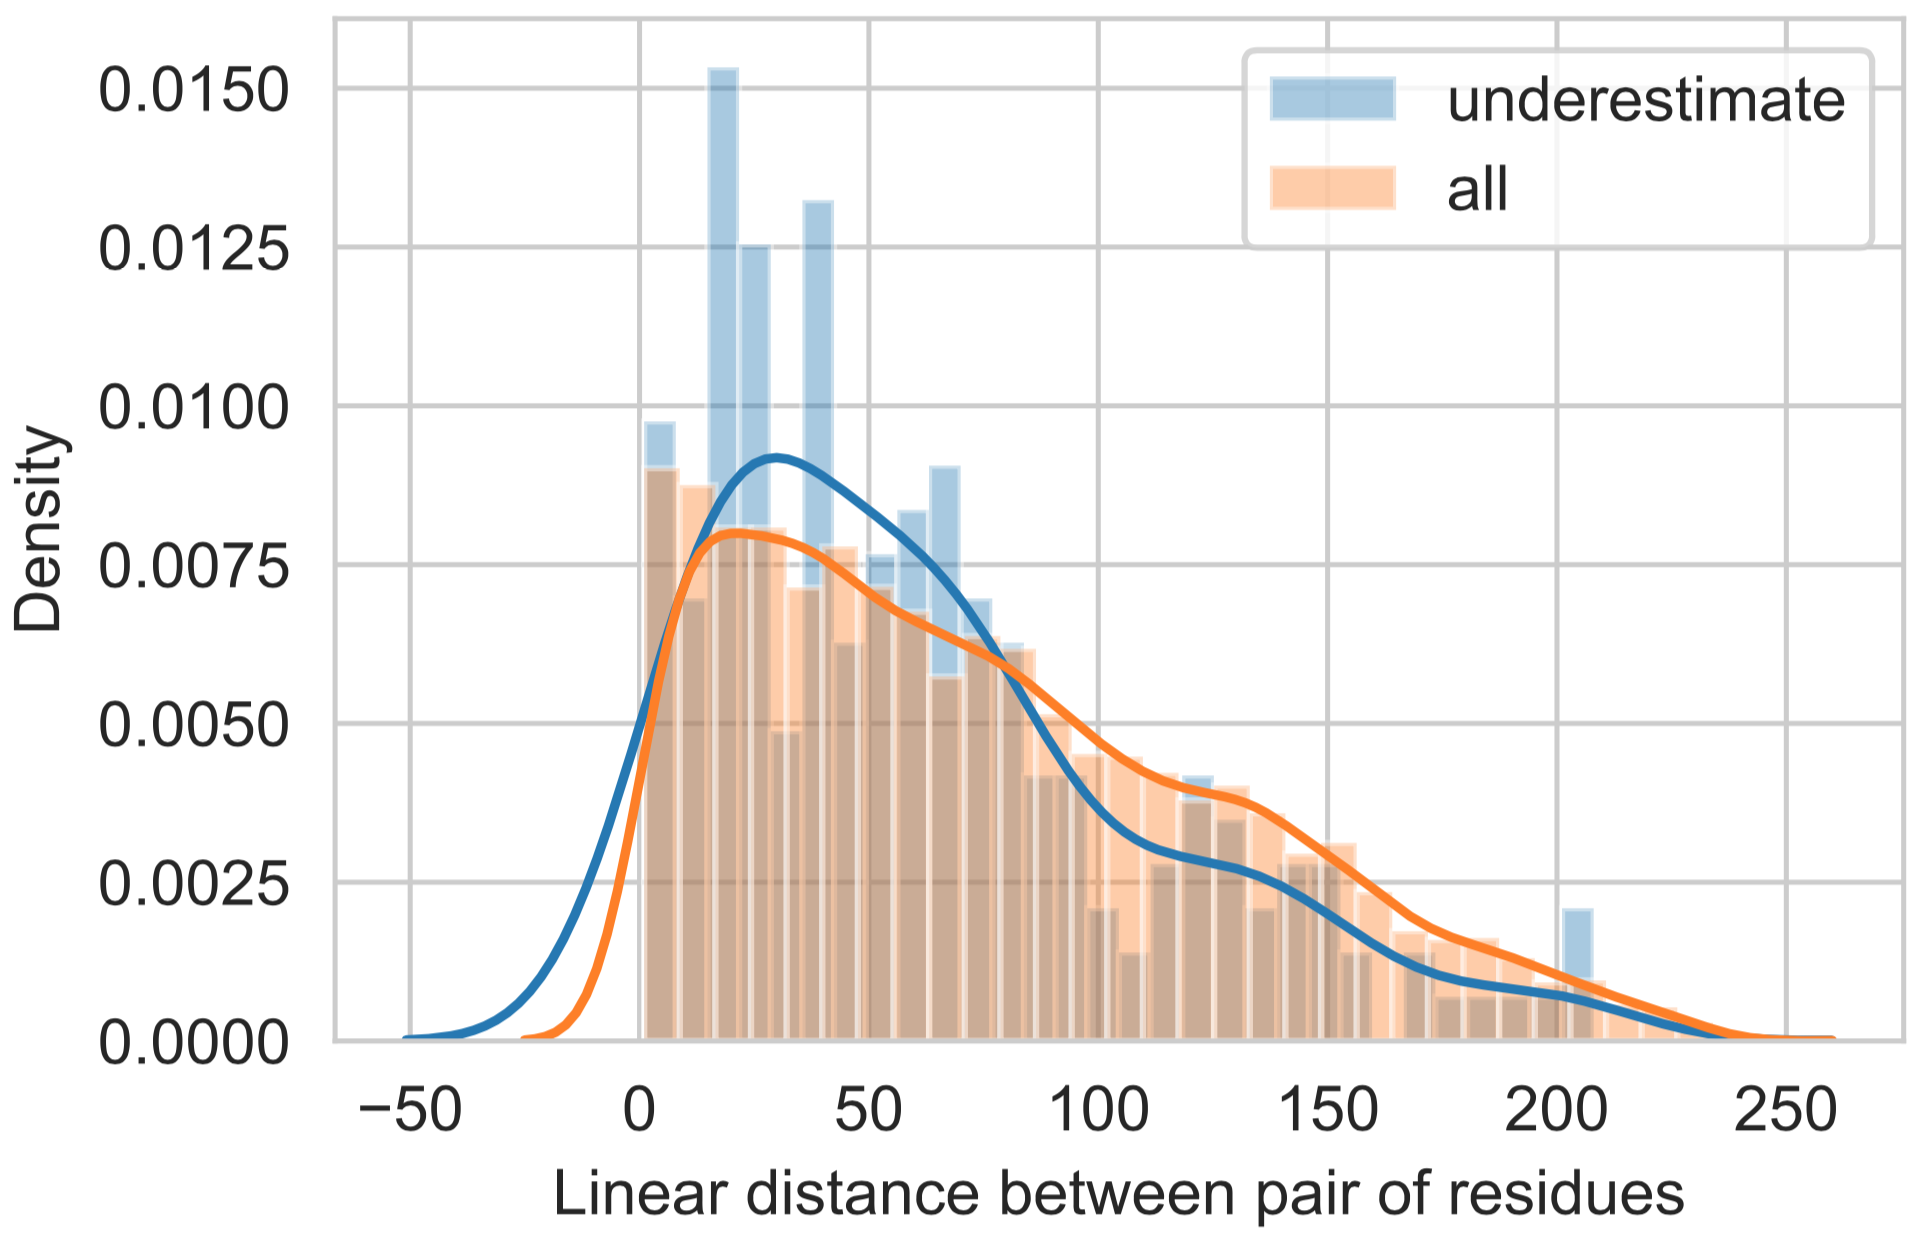 underestimate
all
0.0150
0.0125
0.0100
0.0075
0.0050
0.0025
0.0000
Density
−50 0 50 100 150 200 250
Linear distance between pair of residues